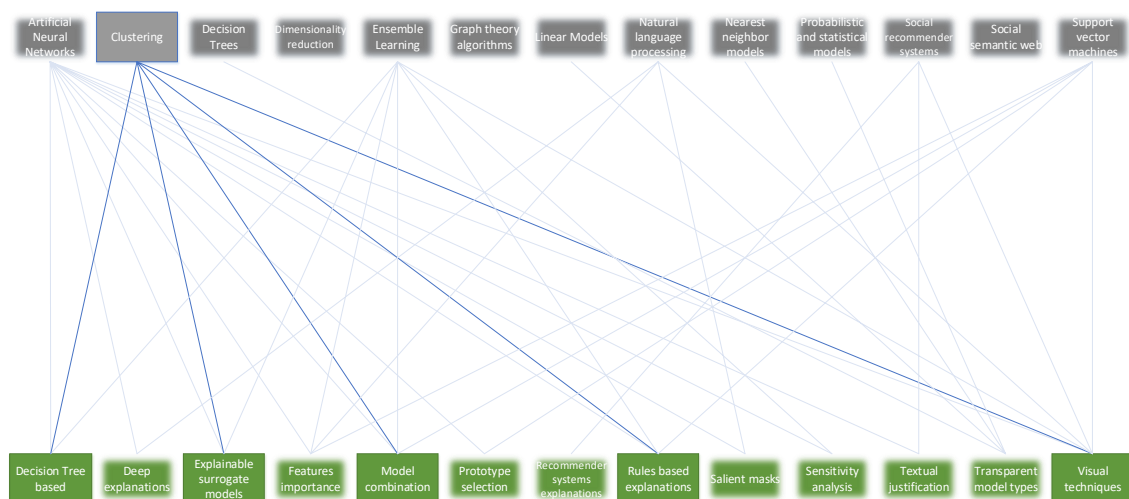 Artificial
Neural
Networks
Clustering
Decision
Trees
Dimensionality
reduction
Ensemble
Learning
Graph theory
algorithms
Linear Models
Natural
language
processing
Nearest
neighbor
models
Probabilistic
and statistical
models
Social
recommender
systems
Social
semantic web
Support
vector
machines
Decision Tree
based
Deep
explanations
Explainable
surrogate models
Features
importance
Model
combination
Prototype
selection
Recommender
systems explanations
Rules based
explanations
Salient masks
Sensitivity
analysis
Textual
justification
Transparent
model types
Visual
techniques